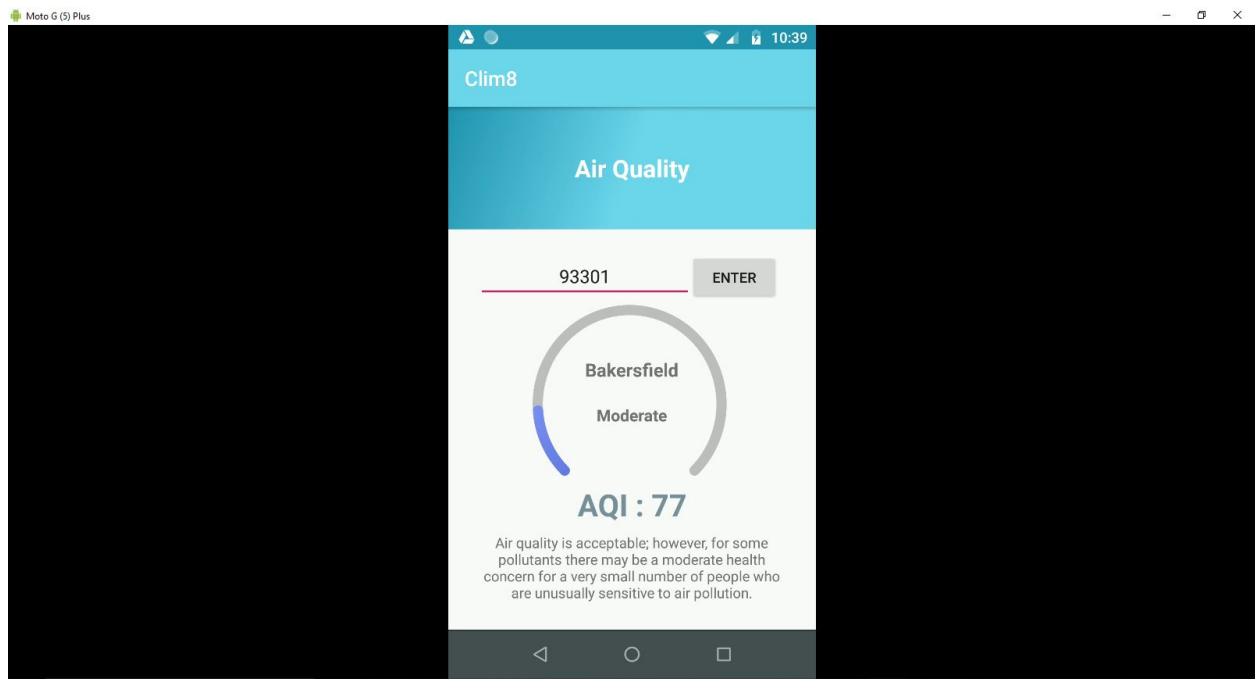 Moto G (5) Plus
10:39
Clim8
Air Quality
93301 ENTER
Bakersfield
Moderate
AQI : 77
Air quality is acceptable; however, for some
pollutants there may be a moderate health
concern for a very small number of people who
are unusually sensitive to air pollution.